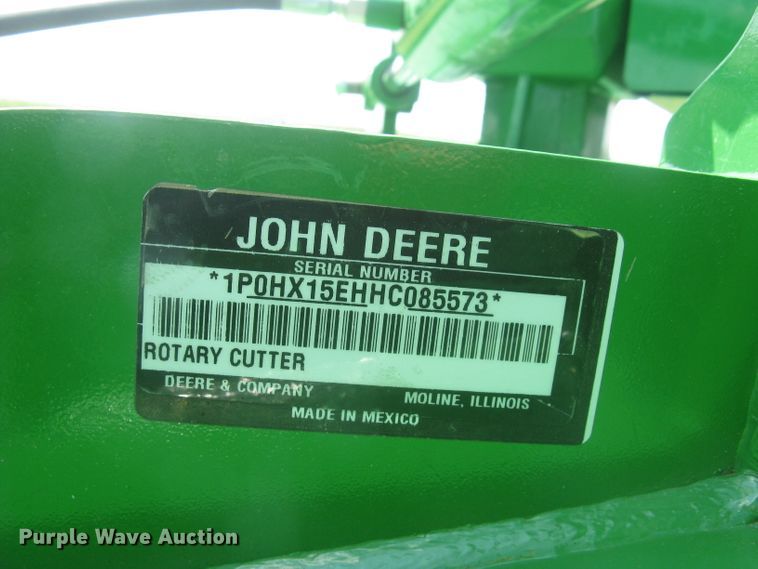 JOHN DEERE
SERIAL NUMBER
*1P0HX15EHHC085573*
ROTARY CUTTER
DEERE & COMPANY MOLINE, ILLINOIS
MADE IN MEXICO
Purple Wave Auction